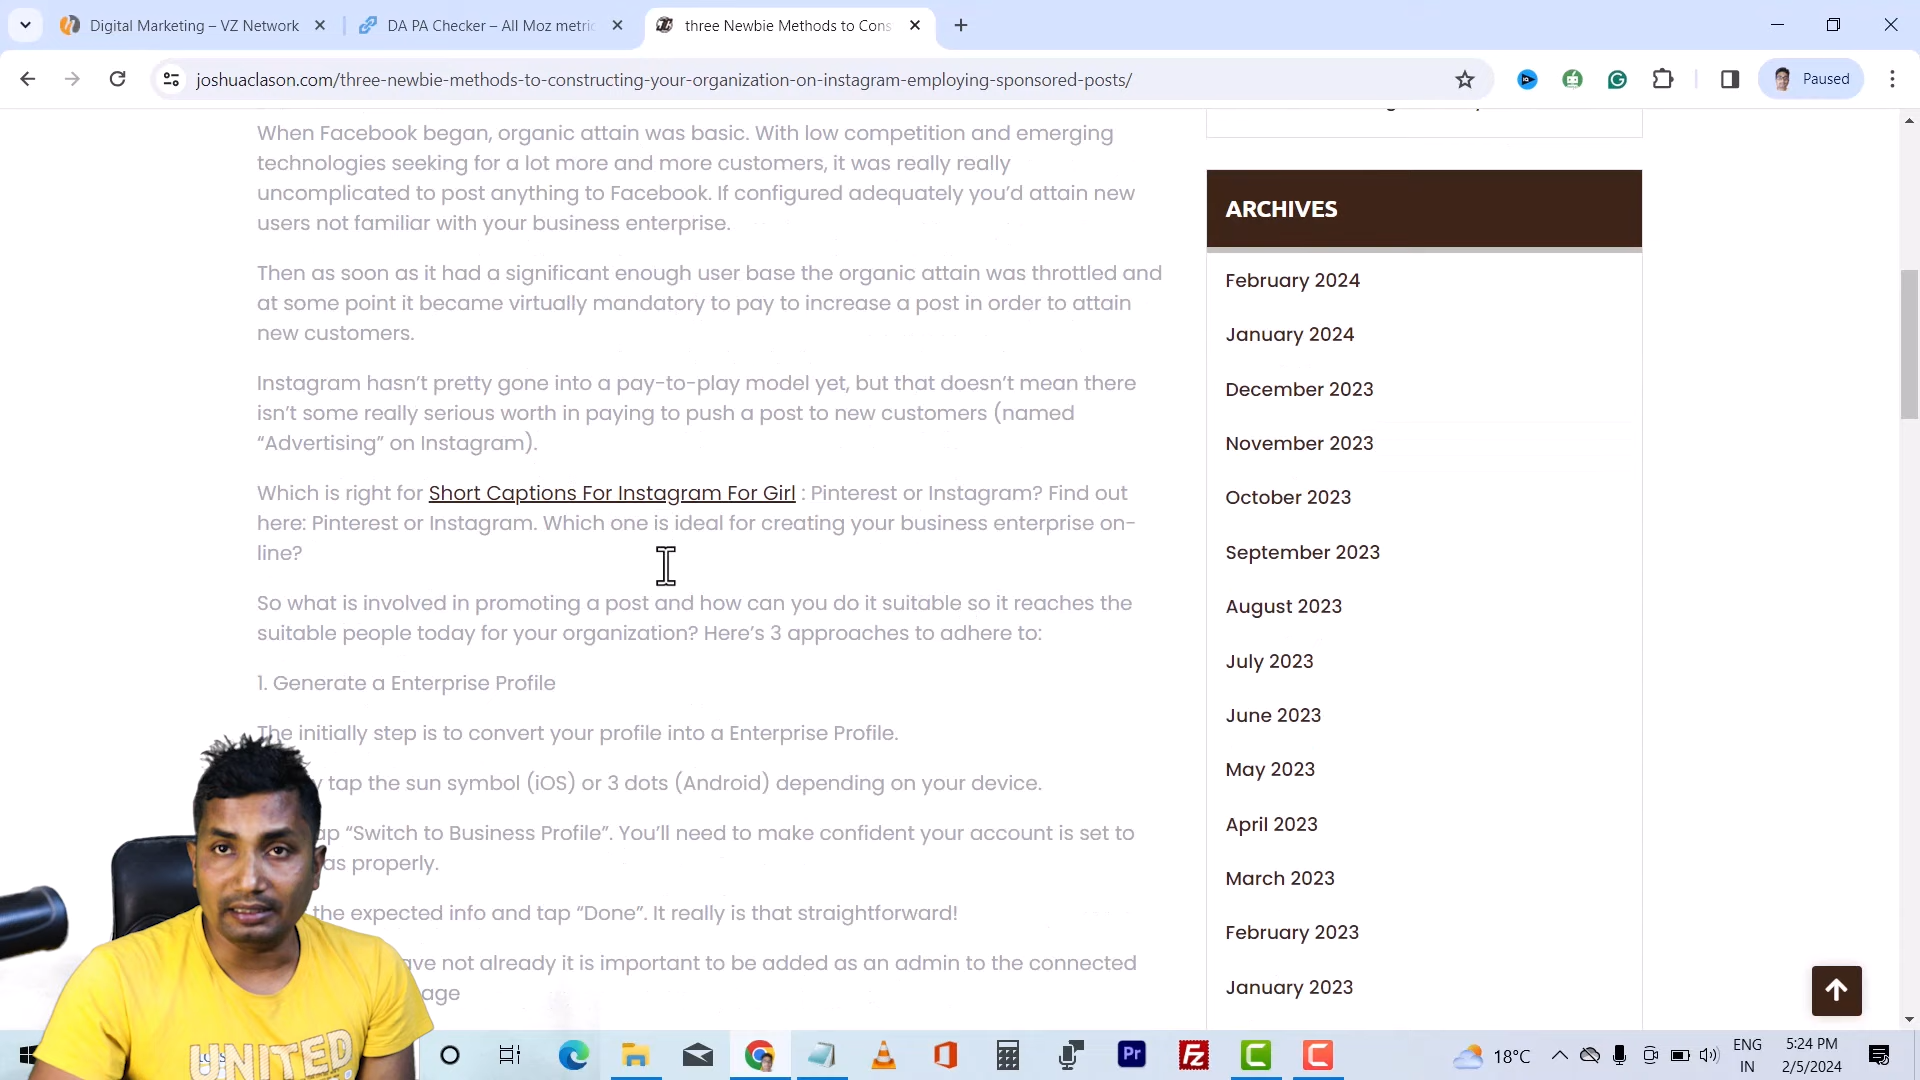 Digital Marketing – VZ Network
DA PA Checker – All Moz metric
three Newbie Methods to Cons
joshuaclason.com/three-newbie-methods-to-constructing-your-organization-on-instagram-employing-sponsored-posts/
Paused
When Facebook began, organic attain was basic. With low competition and emerging
technologies seeking for a lot more and more customers, it was really really
uncomplicated to post anything to Facebook. If configured adequately you’d attain new
users not familiar with your business enterprise.
Then as soon as it had a significant enough user base the organic attain was throttled and
at some point it became virtually mandatory to pay to increase a post in order to attain
new customers.
Instagram hasn’t pretty gone into a pay-to-play model yet, but that doesn’t mean there
isn’t some really serious worth in paying to push a post to new customers (named
“Advertising” on Instagram).
Which is right for Short Captions For Instagram For Girl : Pinterest or Instagram? Find out
here: Pinterest or Instagram. Which one is ideal for creating your business enterprise on-
line?
So what is involved in promoting a post and how can you do it suitable so it reaches the
suitable people today for your organization? Here’s 3 approaches to adhere to:
1. Generate a Enterprise Profile
The initially step is to convert your profile into a Enterprise Profile.
tap the sun symbol (iOS) or 3 dots (Android) depending on your device.
“Switch to Business Profile”. You’ll need to make confident your account is set to
as properly.
the expected info and tap “Done”. It really is that straightforward!
not already it is important to be added as an admin to the connected
ARCHIVES
February 2024
January 2024
December 2023
November 2023
October 2023
September 2023
August 2023
July 2023
June 2023
May 2023
April 2023
March 2023
February 2023
January 2023
UNITED
18°C
ENG
IN
5:24 PM
2/5/2024